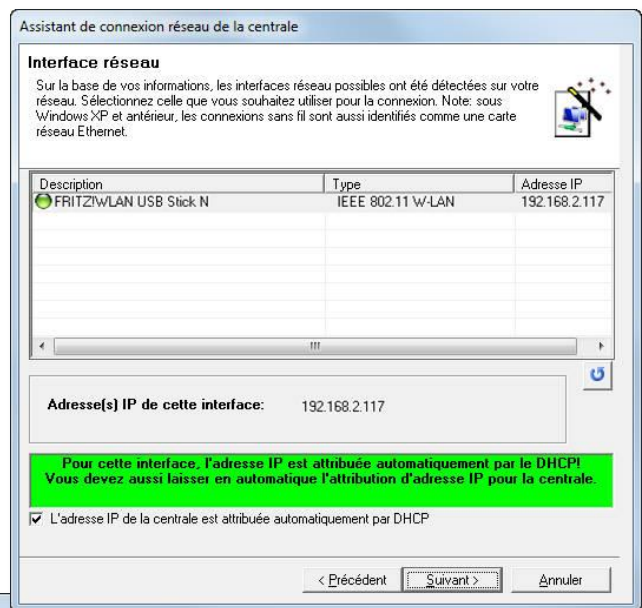 Assistant de connexion réseau de la centrale
Interface réseau
Sur la base de vos informations, les interfaces réseau possibles ont été détectées sur votre
réseau. Sélectionnez celle que vous souhaitez utiliser pour la connexion. Note: sous
Windows XP et antérieur, les connexions sans fil sont aussi identifiés comme une carte
réseau Ethernet.
Description Type Adresse IP
FRITZ!WLAN USB Stick N IEEE 802.11 W-LAN 192.168.2.117
Adresse(s) IP de cette interface: 192.168.2.117
Pour cette interface, l'adresse IP est attribuée automatiquement par le DHCP!
Vous devez aussi laisser en automatique l'attribution d'adresse IP pour la centrale.
L'adresse IP de la centrale est attribuée automatiquement par DHCP
< Précédent Suivant > Annuler